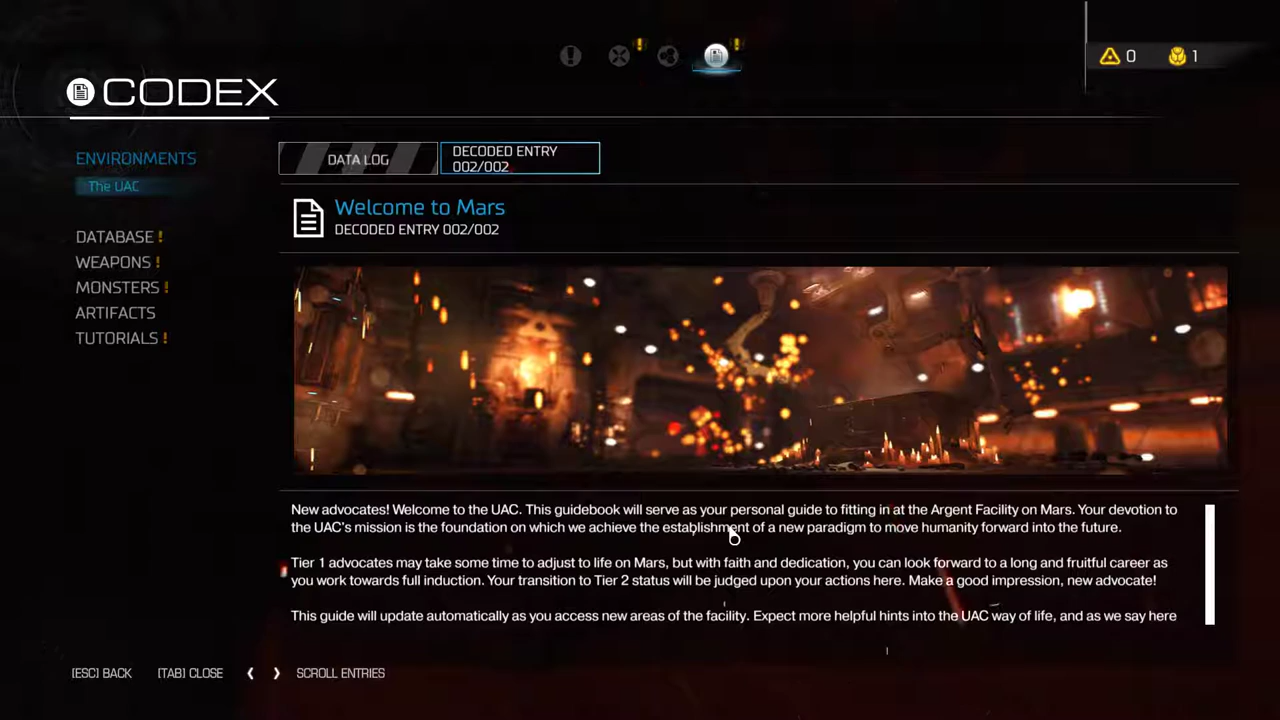 0
1
CODEX
ENVIRONMENTS
The UAC
DATABASE !
WEAPONS !
MONSTERS !
ARTIFACTS
TUTORIALS !
DATA LOG
DECODED ENTRY
002/002
Welcome to Mars
DECODED ENTRY 002/002
New advocates! Welcome to the UAC. This guidebook will serve as your personal guide to fitting in at the Argent Facility on Mars. Your devotion to
the UAC's mission is the foundation on which we achieve the establishment of a new paradigm to move humanity forward into the future.
Tier 1 advocates may take some time to adjust to life on Mars, but with faith and dedication, you can look forward to a long and fruitful career as
you work towards full induction. Your transition to Tier 2 status will be judged upon your actions here. Make a good impression, new advocate!
This guide will update automatically as you access new areas of the facility. Expect more helpful hints into the UAC way of life, and as we say here
[ESC] BACK
[TAB] CLOSE
SCROLL ENTRIES